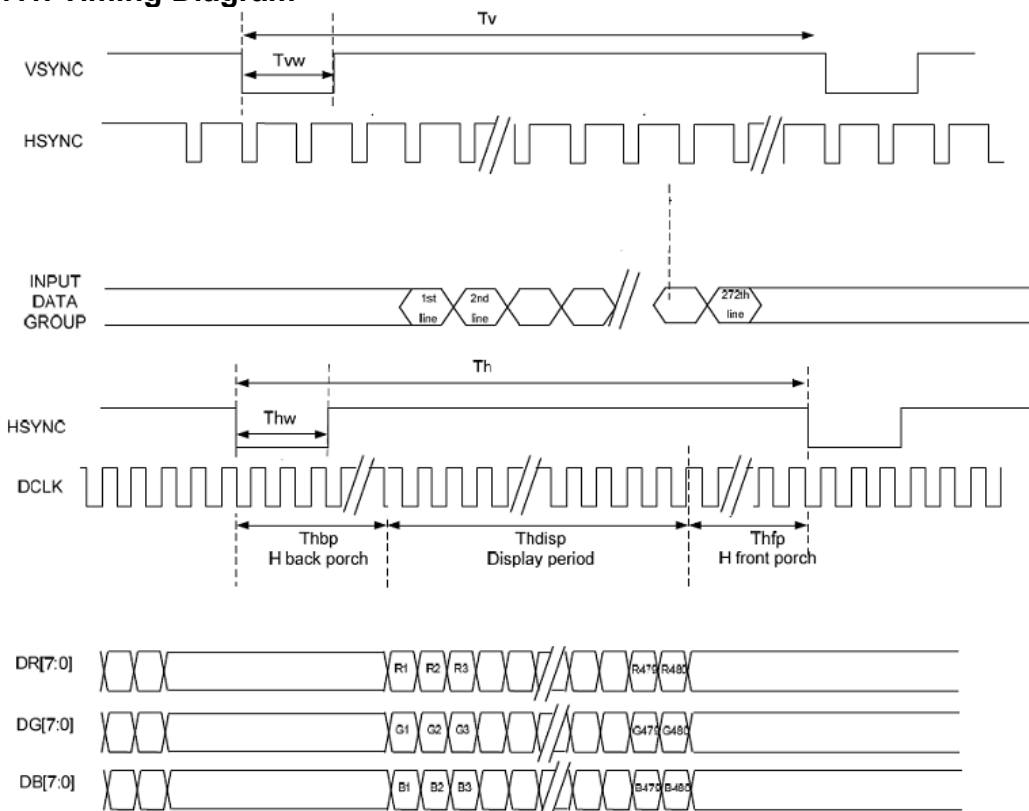 Timing Diagram
Tv
Tvw
VSYNC
HSYNC
INPUT
DATA
GROUP
1st
line
2nd
line
272th
line
Th
Thw
HSYNC
DCLK
Thbp
H back porch
Thdisp
Display period
Thfp
H front porch
DR[7:0]
R1 R2 R3 R479 R480
DG[7:0]
G1 G2 G3 G479 G480
DB[7:0]
B1 B2 B3 B479 B480